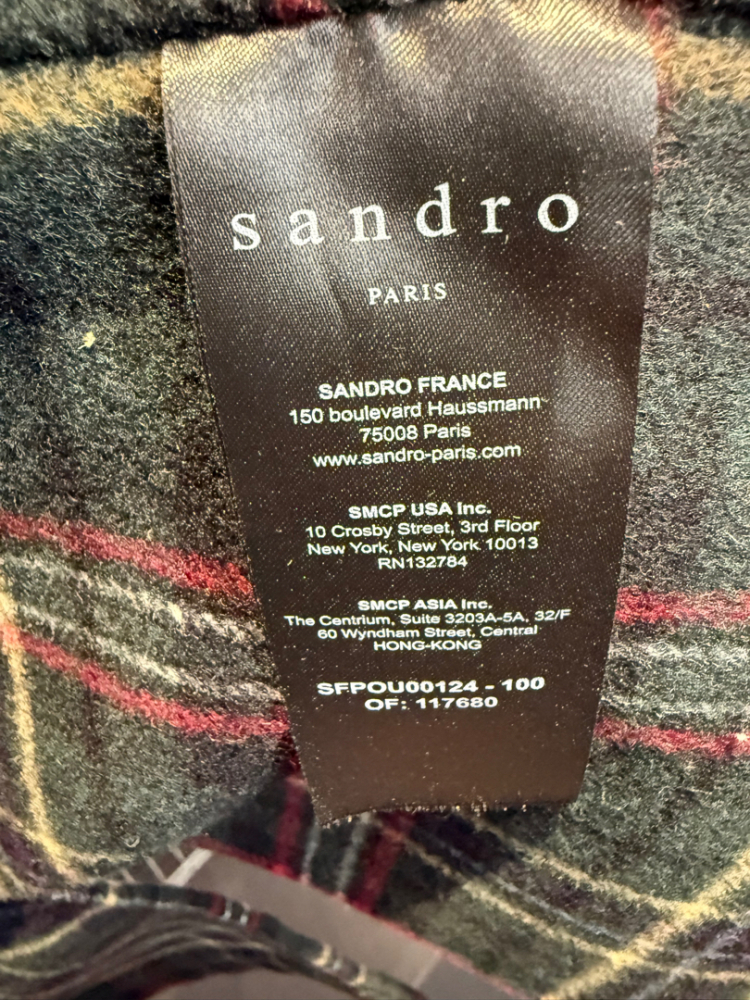 sandro
PARIS
SANDRO FRANCE
150 boulevard Haussmann
75008 Paris
www.sandro-paris.com
SMCP USA Inc.
10 Crosby Street, 3rd Floor
New York, New York 10013
RN132784
SMCP ASIA Inc.
The Centrium, Suite 3203A-5A, 32/F
60 Wyndham Street, Central
HONG-KONG
SFPOU00124 - 100
OF: 117680